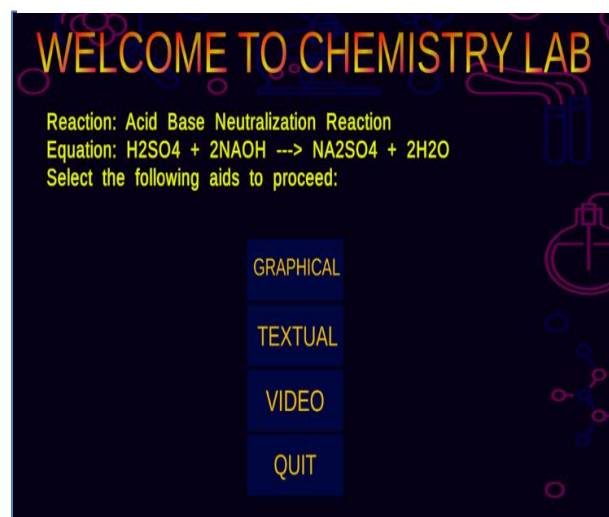 WELCOME TO CHEMISTRY LAB
Reaction: Acid Base Neutralization Reaction
Equation: H2SO4 + 2NAOH ---> NA2SO4 + 2H2O
Select the following aids to proceed:
GRAPHICAL
TEXTUAL
VIDEO
QUIT